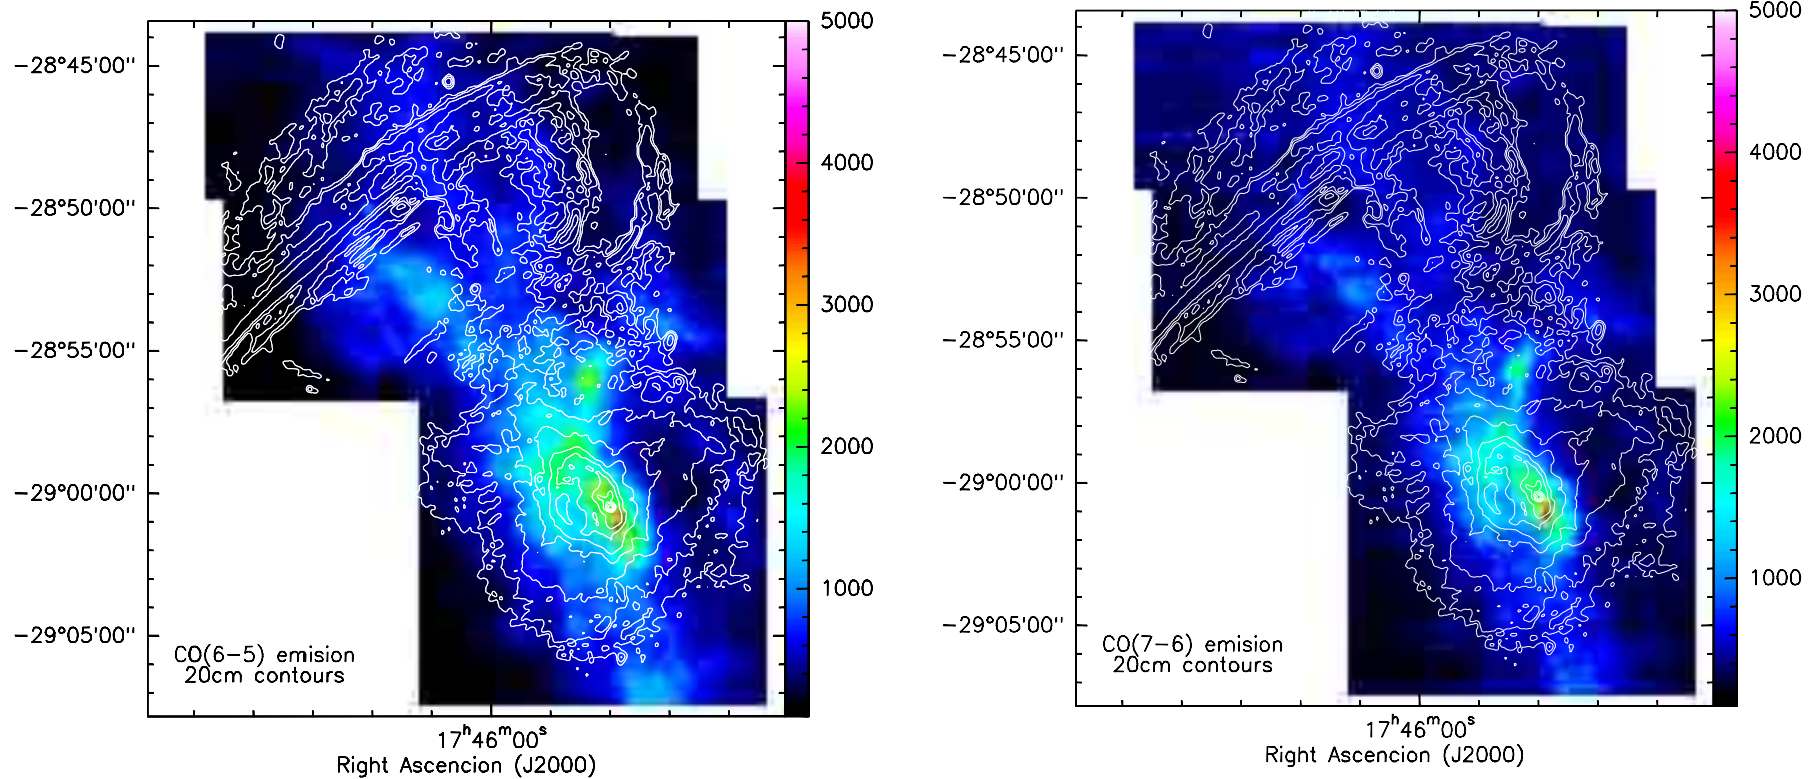 −28°45'00"
−28°50'00"
−28°55'00"
−29°00'00"
−29°05'00"
CO(6−5) emision
20cm contours
17ʰ46ᵐ00ˢ
Right Ascencion (J2000)
5000
4000
3000
2000
1000
−28°45'00"
−28°50'00"
−28°55'00"
−29°00'00"
−29°05'00"
CO(7−6) emission
20cm contours
17ʰ46ᵐ00ˢ
Right Ascencion (J2000)
5000
4000
3000
2000
1000